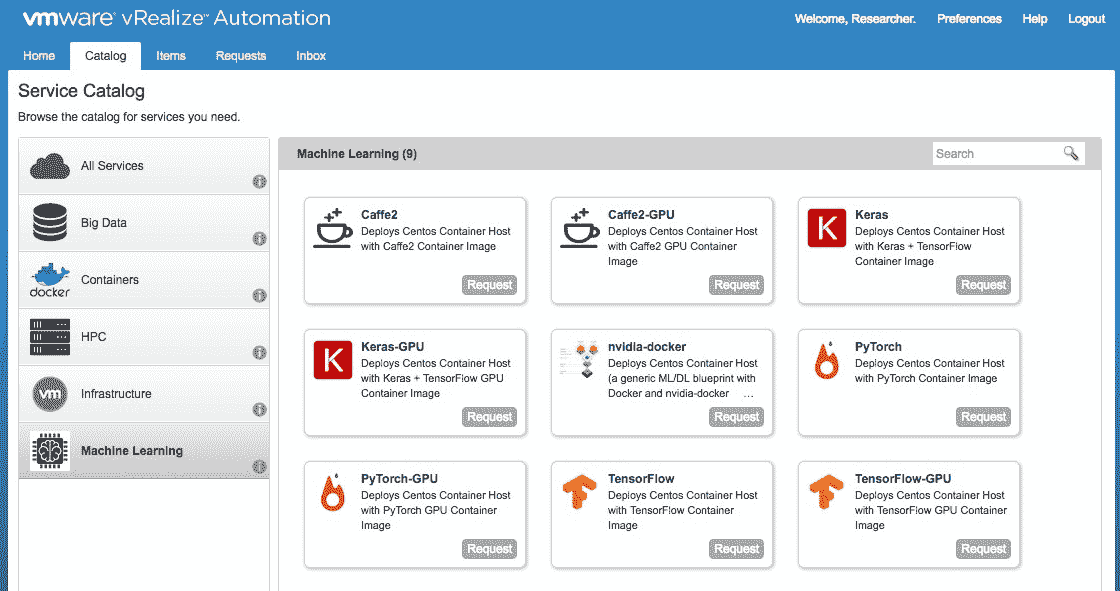 vmware® vRealize™ Automation
Welcome, Researcher. Preferences Help Logout
Home Catalog Items Requests Inbox
Service Catalog
Browse the catalog for services you need.
All Services
Big Data
docker
Containers
HPC
vm
Infrastructure
Machine Learning
Machine Learning (9)
Search
Caffe2
Deploys Centos Container Host
with Caffe2 Container Image
Request
Caffe2-GPU
Deploys Centos Container Host
with Caffe2 GPU Container
Image
Request
K
Keras
Deploys Centos Container Host
with Keras + TensorFlow
Container Image
Request
K
Keras-GPU
Deploys Centos Container Host
with Keras + TensorFlow GPU
Container Image
Request
nvidia-docker
Deploys Centos Container Host
(a generic ML/DL blueprint with
Docker and nvidia-docker ...
Request
PyTorch
Deploys Centos Container Host
with PyTorch Container Image
Request
PyTorch-GPU
Deploys Centos Container Host
with PyTorch GPU Container
Image
Request
TensorFlow
Deploys Centos Container Host
with TensorFlow Container
Image
Request
TensorFlow-GPU
Deploys Centos Container Host
with TensorFlow GPU Container
Image
Request